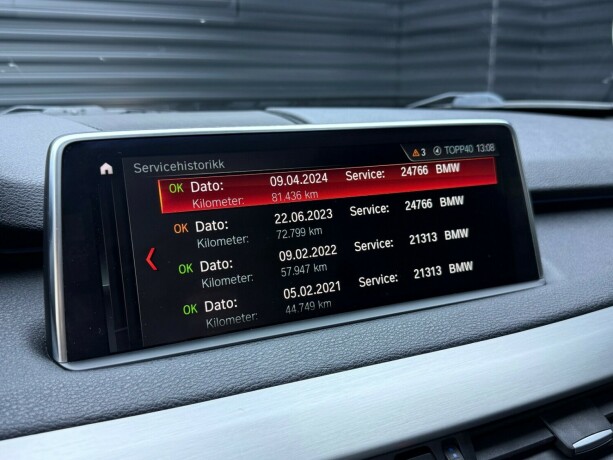 3 TOPP40 13:08
Servicehistorikk
OK Dato: 09.04.2024 Service: 24766 BMW
Kilometer: 81.436 km
OK Dato: 22.06.2023 Service: 24766 BMW
Kilometer: 72.799 km
OK Dato: 09.02.2022 Service: 21313 BMW
Kilometer: 57.947 km
OK Dato: 05.02.2021 Service: 21313 BMW
Kilometer: 44.749 km